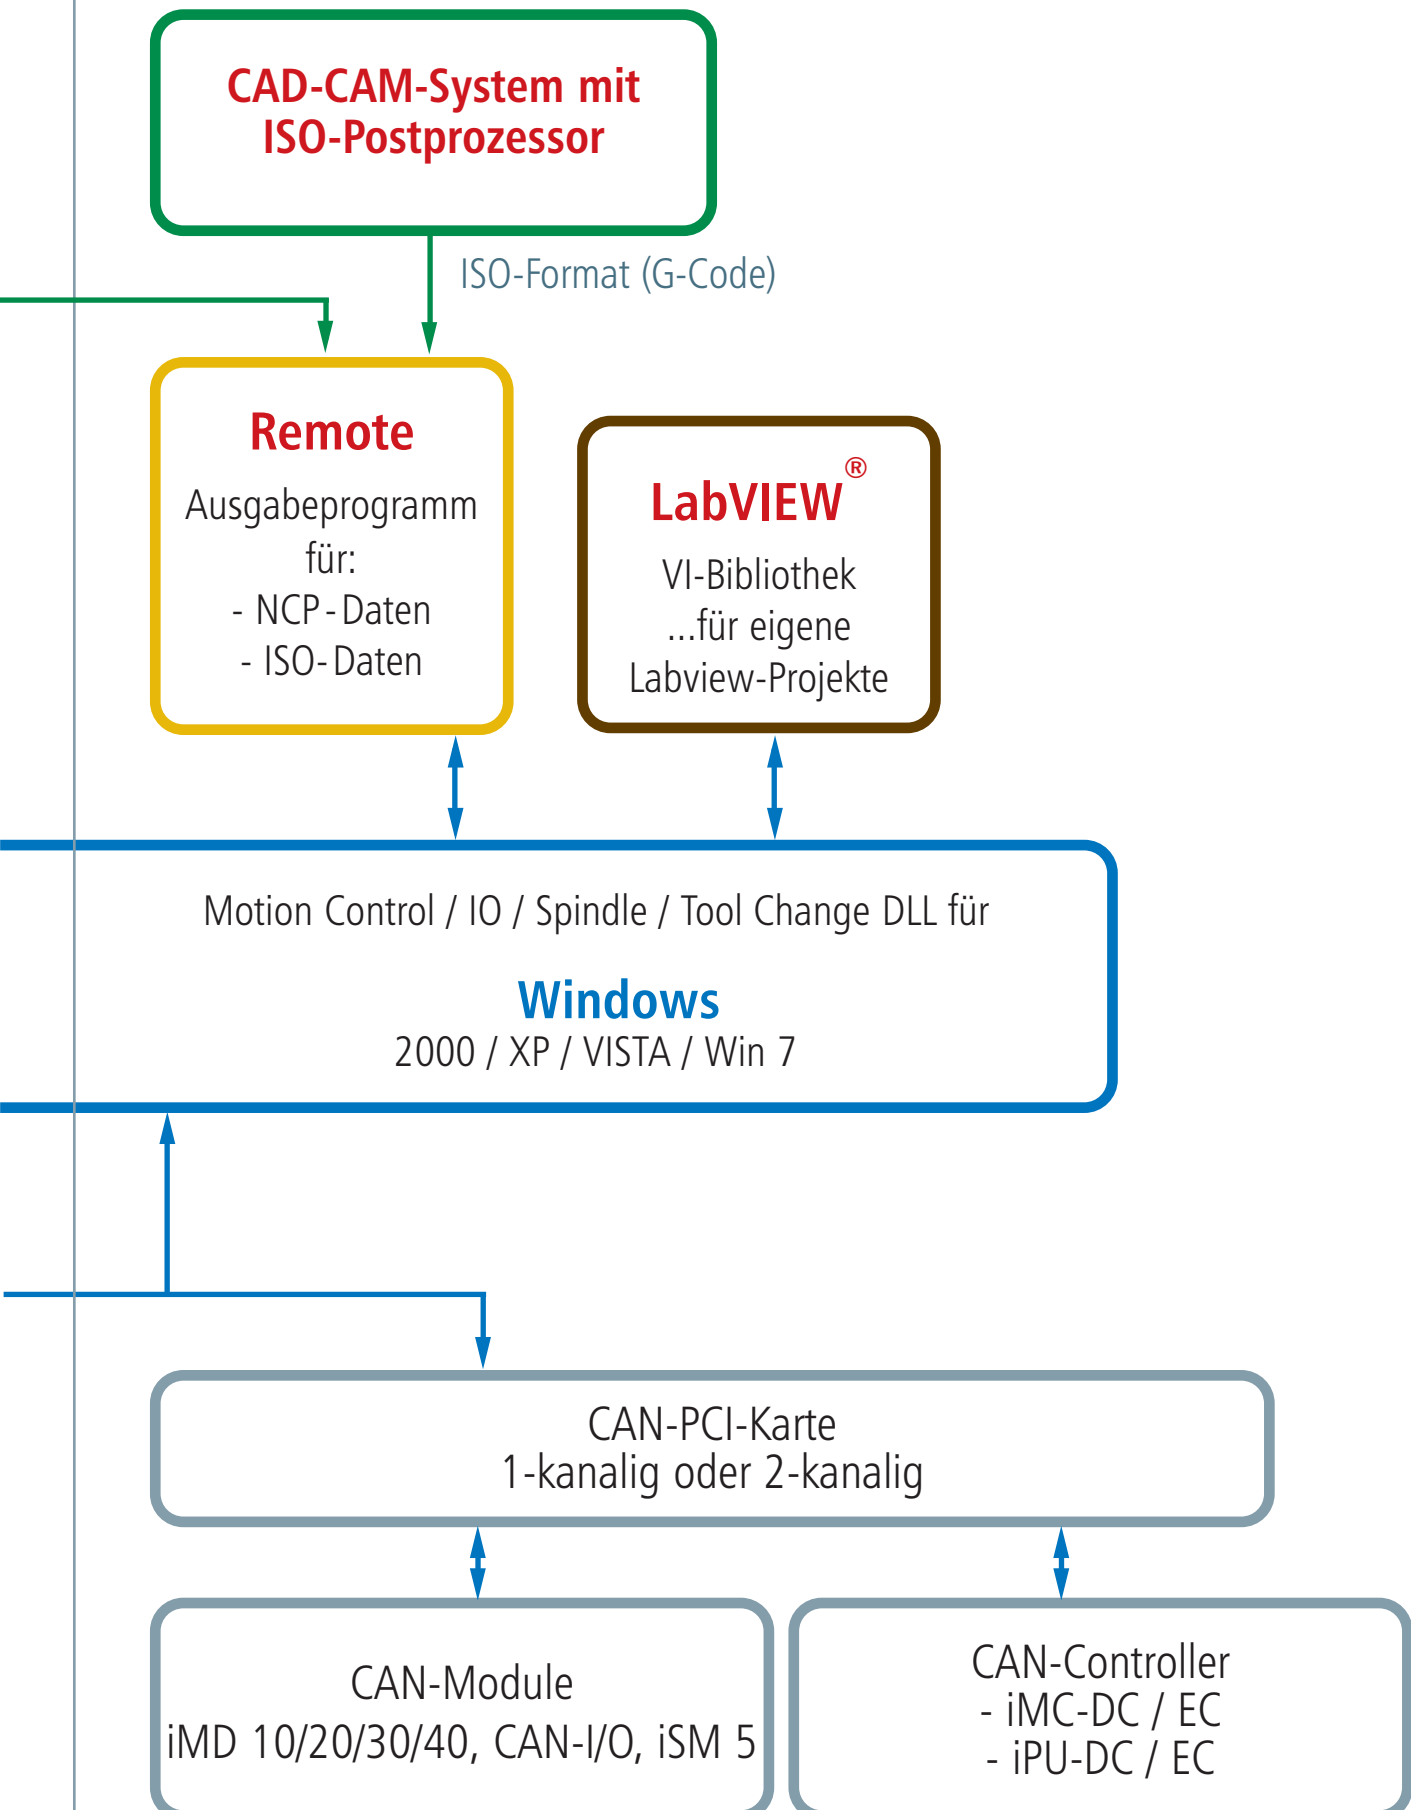 CAD-CAM-System mit
ISO-Postprozessor
ISO-Format (G-Code)
Remote
Ausgabeprogramm
für:
- NCP-Daten
- ISO-Daten
LabVIEW®
VI-Bibliothek
...für eigene
Labview-Projekte
Motion Control / IO / Spindle / Tool Change DLL für
Windows
2000 / XP / VISTA / Win 7
CAN-PCI-Karte
1-kanalig oder 2-kanalig
CAN-Module
iMD 10/20/30/40, CAN-I/O, iSM 5
CAN-Controller
- iMC-DC / EC
- iPU-DC / EC